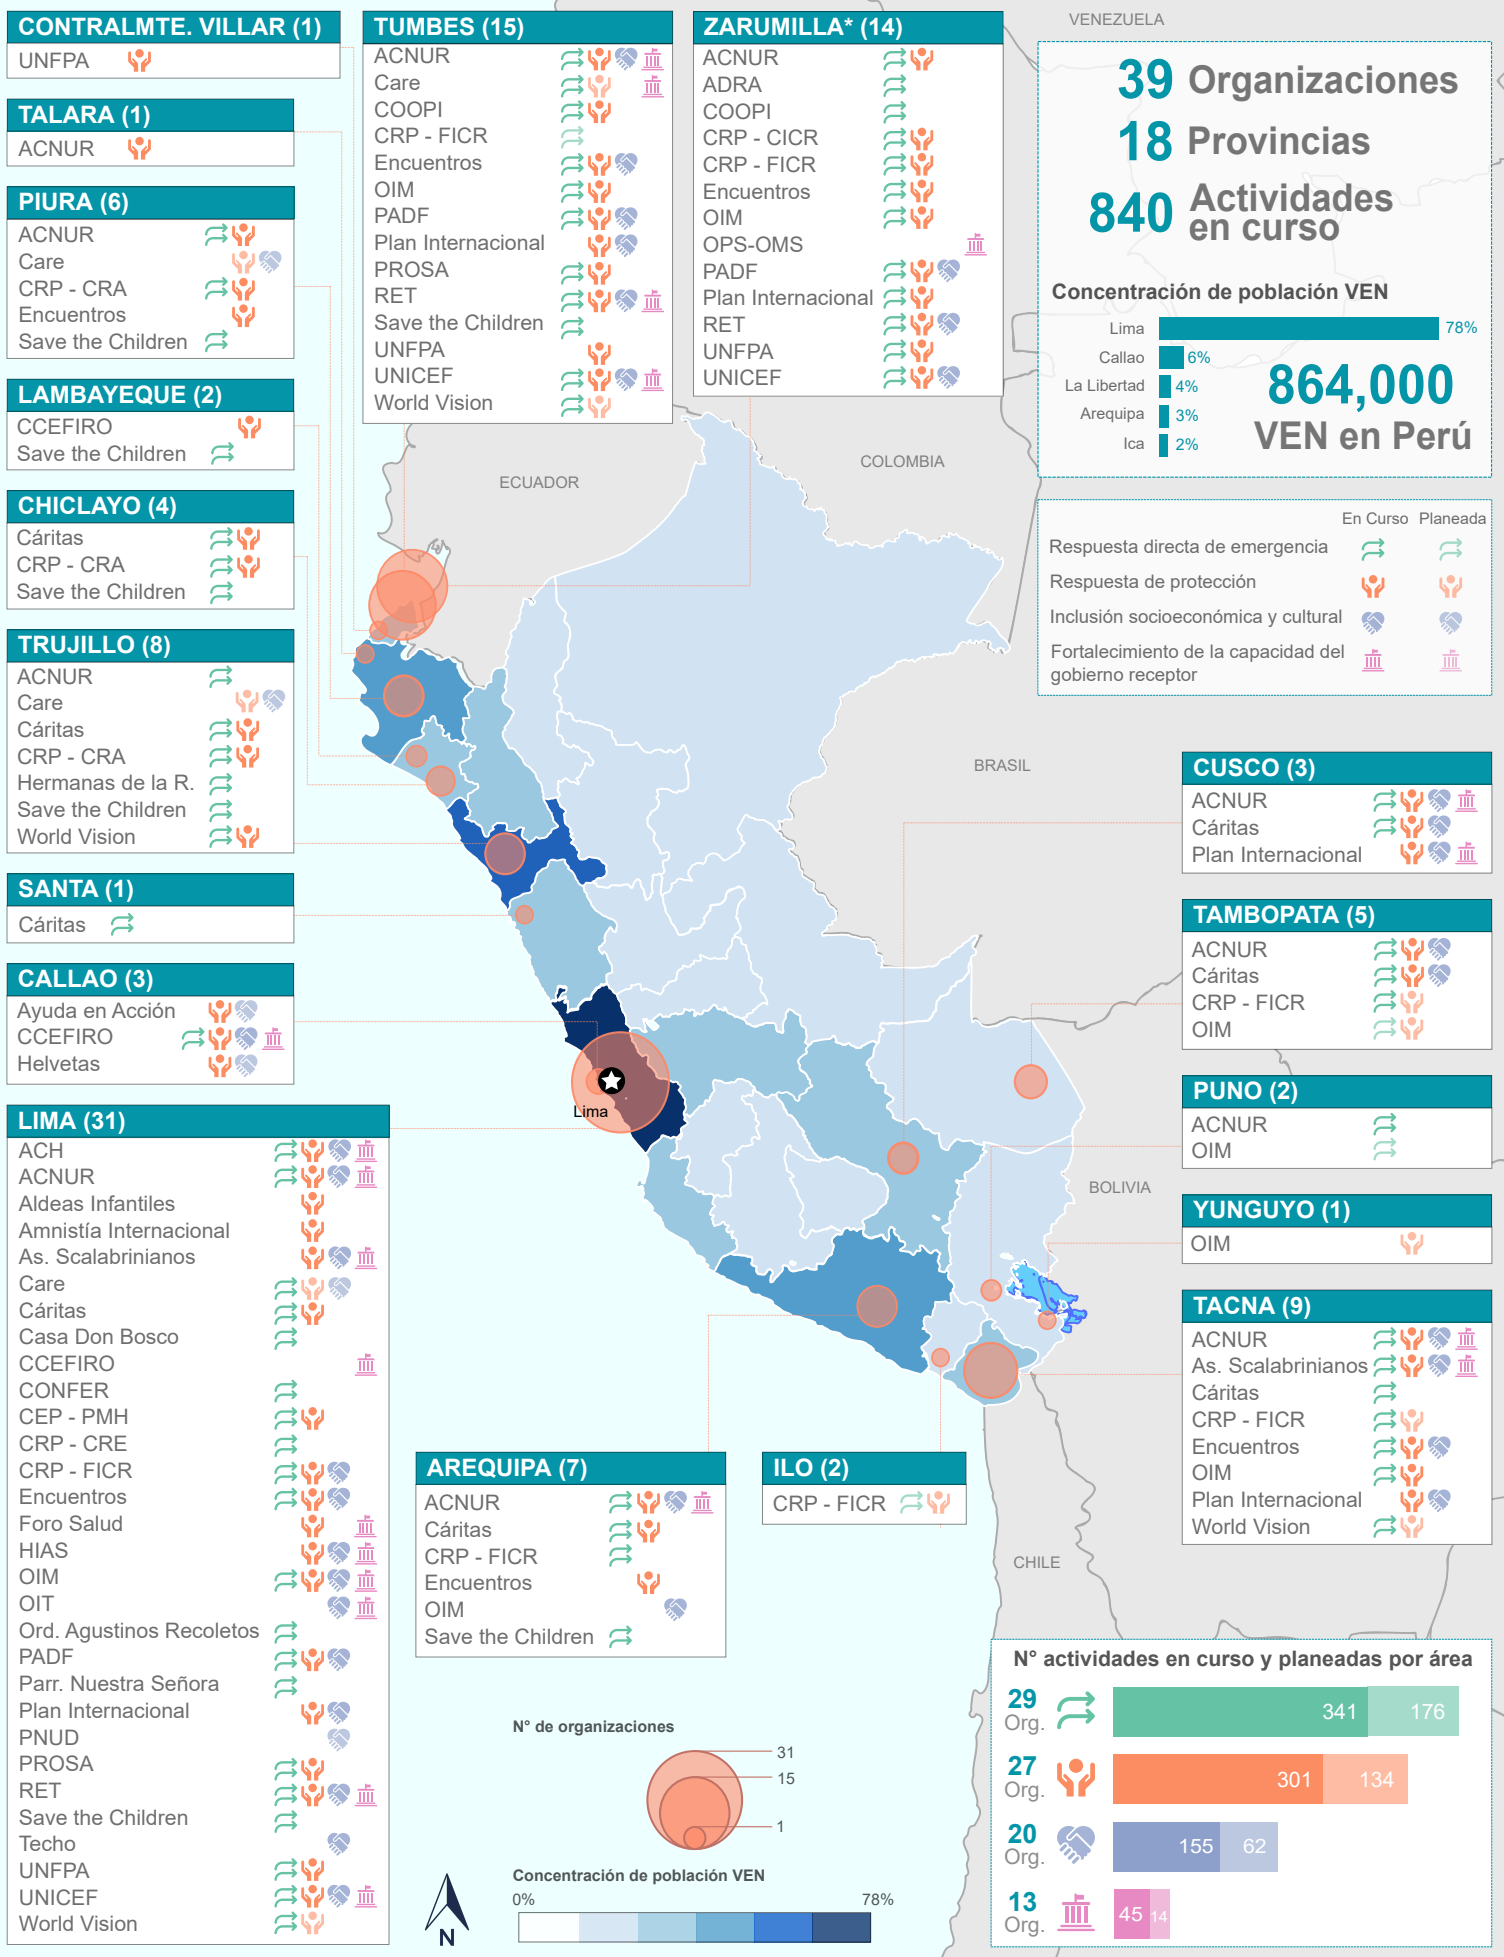 CONTRALMTE. VILLAR (1)
UNFPA
TALARA (1)
ACNUR
PIURA (6)
ACNUR
Care
CRP - CRA
Encuentros
Save the Children
LAMBAYEQUE (2)
CCEFIRO
Save the Children
CHICLAYO (4)
Cáritas
CRP - CRA
Save the Children
TRUJILLO (8)
ACNUR
Care
Cáritas
CRP - CRA
Hermanas de la R.
Save the Children
World Vision
SANTA (1)
Cáritas
CALLAO (3)
Ayuda en Acción
CCEFIRO
Helvetas
LIMA (31)
ACH
ACNUR
Aldeas Infantiles
Amnistía Internacional
As. Scalabrinianos
Care
Cáritas
Casa Don Bosco
CCEFIRO
CONFER
CEP - PMH
CRP - CRE
CRP - FICR
Encuentros
Foro Salud
HIAS
OIM
OIT
Ord. Agustinos Recoletos
PADF
Parr. Nuestra Señora
Plan Internacional
PNUD
PROSA
RET
Save the Children
Techo
UNFPA
UNICEF
World Vision
TUMBES (15)
ACNUR
Care
COOPI
CRP - FICR
Encuentros
OIM
PADF
Plan Internacional
PROSA
RET
Save the Children
UNFPA
UNICEF
World Vision
ZARUMILLA* (14)
ACNUR
ADRA
COOPI
CRP - CICR
CRP - FICR
Encuentros
OIM
OPS-OMS
PADF
Plan Internacional
RET
UNFPA
UNICEF
VENEZUELA
39 Organizaciones
18 Provincias
840 Actividades
en curso
Concentración de población VEN
Lima 78%
Callao 6%
La Libertad 4%
Arequipa 3%
Ica 2%
864,000
VEN en Perú
En Curso Planeada
Respuesta directa de emergencia
Respuesta de protección
Inclusión socioeconómica y cultural
Fortalecimiento de la capacidad del
gobierno receptor
ECUADOR
COLOMBIA
BRASIL
Lima
BOLIVIA
CHILE
CUSCO (3)
ACNUR
Cáritas
Plan Internacional
TAMBOPATA (5)
ACNUR
Cáritas
CRP - FICR
OIM
PUNO (2)
ACNUR
OIM
YUNGUYO (1)
OIM
TACNA (9)
ACNUR
As. Scalabrinianos
Cáritas
CRP - FICR
Encuentros
OIM
Plan Internacional
World Vision
AREQUIPA (7)
ACNUR
Cáritas
CRP - FICR
Encuentros
OIM
Save the Children
ILO (2)
CRP - FICR
N° de organizaciones
31
15
1
Concentración de población VEN
0% 78%
N
N° actividades en curso y planeadas por área
29
Org.
341 176
27
Org.
301 134
20
Org.
155 62
13
Org.
45 14